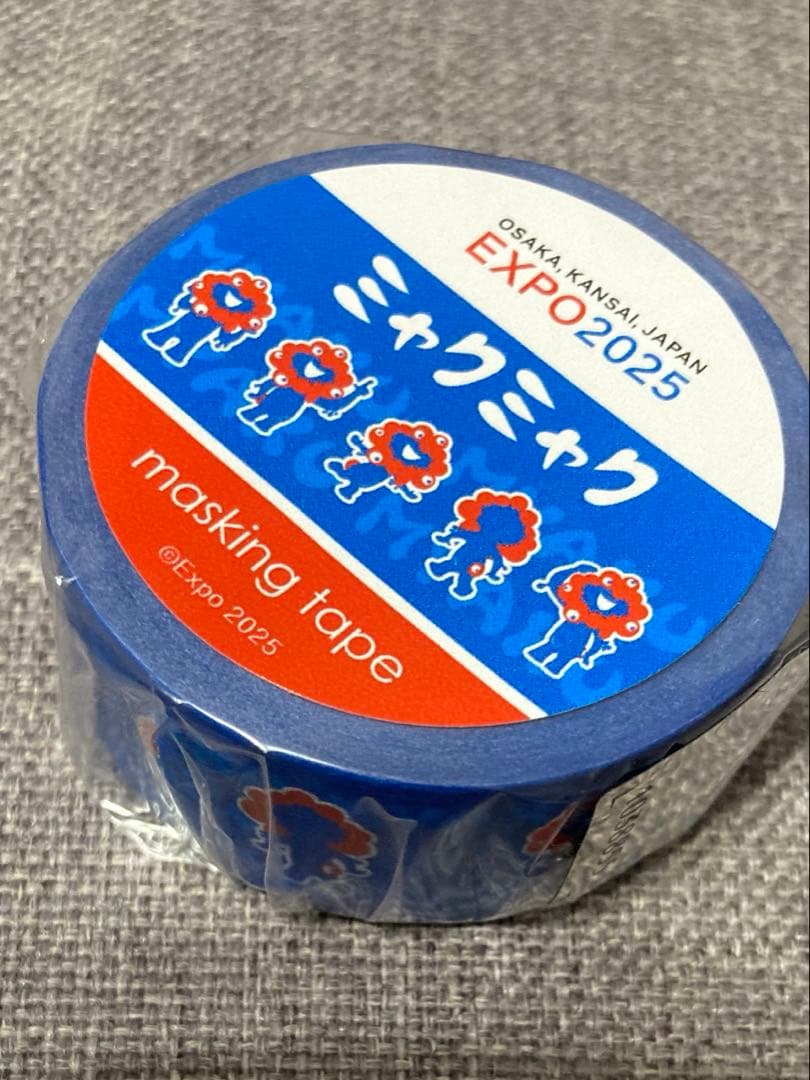 OSAKA, KANSAI, JAPAN
EXPO2025
ミャクミャク
masking tape
©Expo 2025